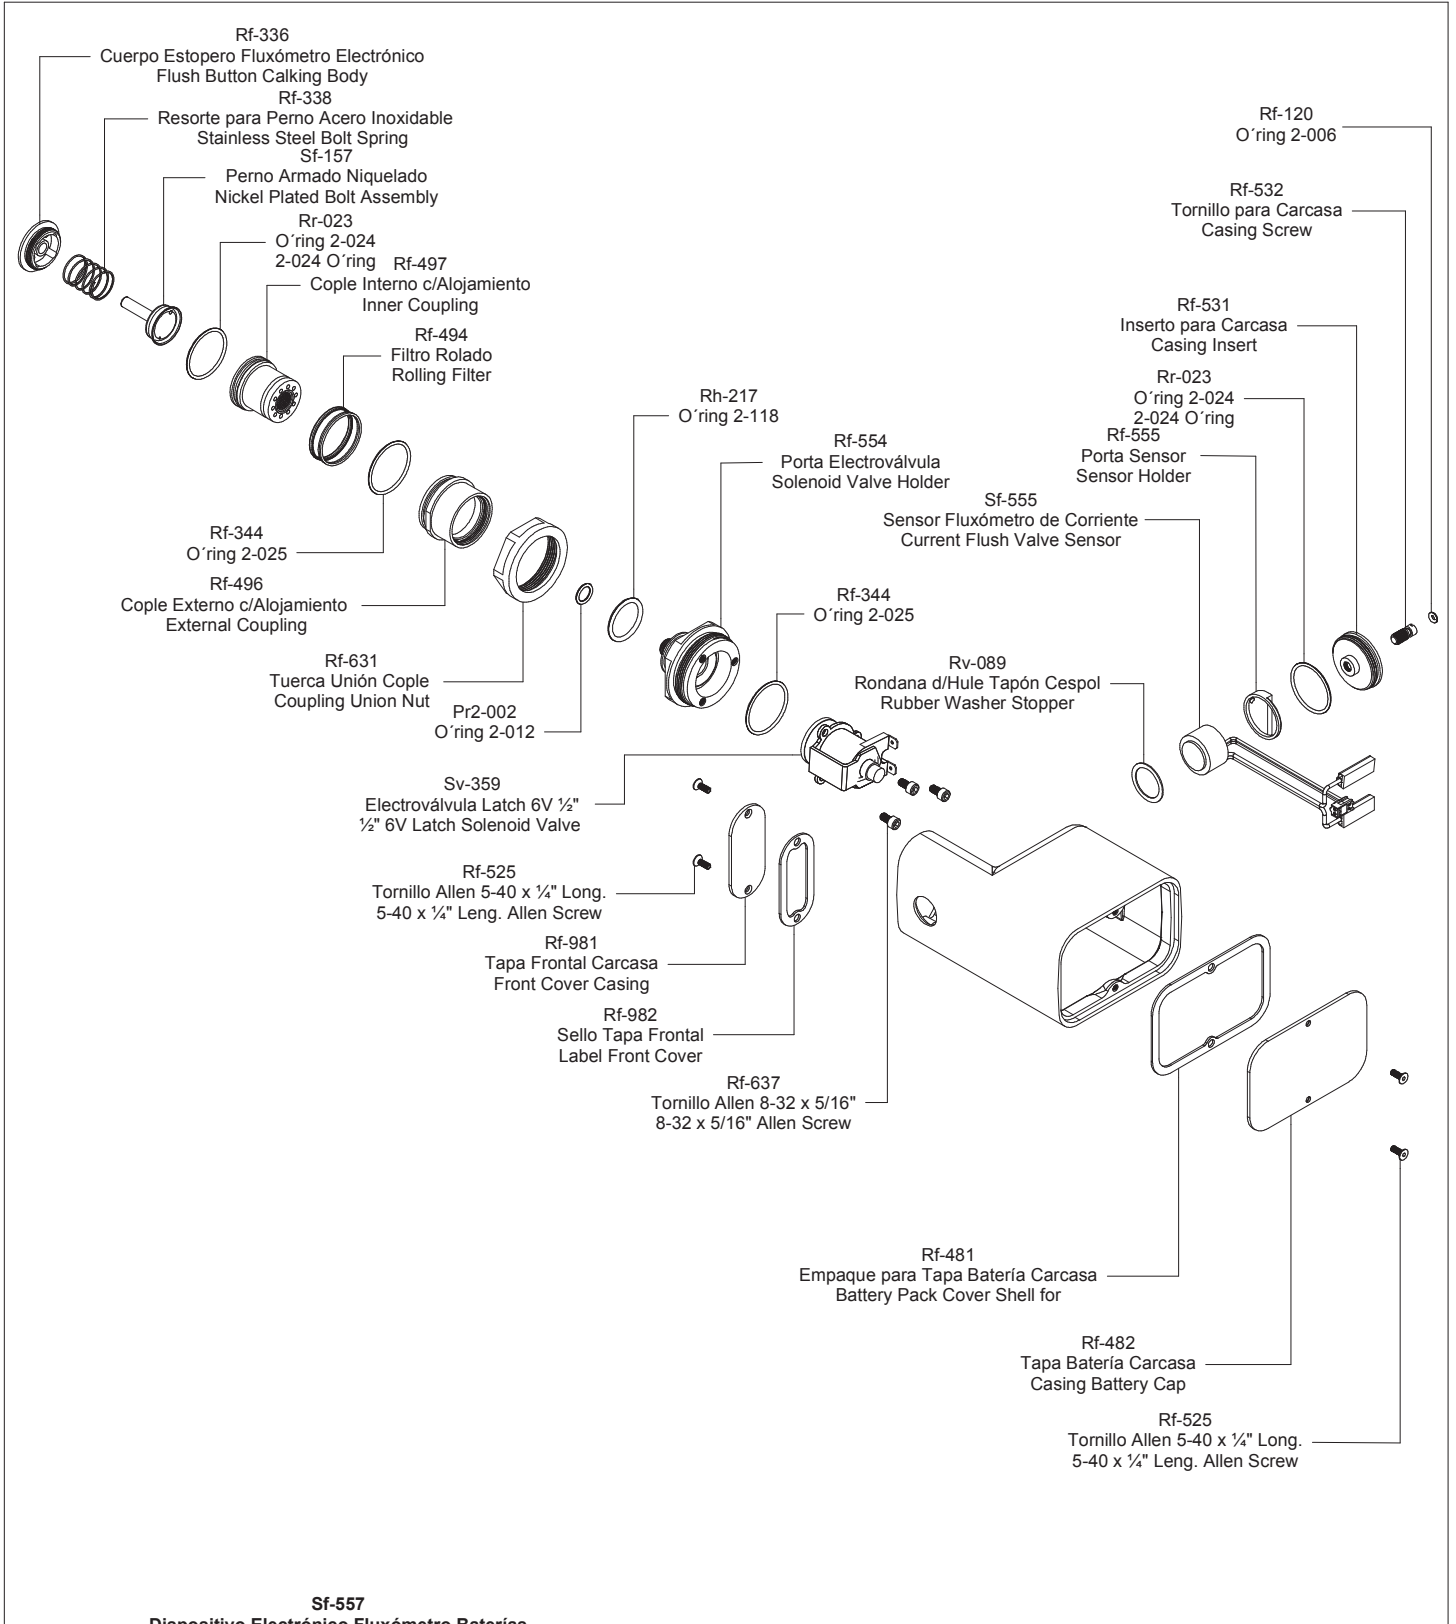 Rf-336
Cuerpo Estopero Fluxómetro Electrónico
Flush Button Calking Body
Rf-338
Resorte para Perno Acero Inoxidable
Stainless Steel Bolt Spring
Sf-157
Perno Armado Niquelado
Nickel Plated Bolt Assembly
Rr-023
O´ring 2-024
2-024 O´ring
Rf-497
Cople Interno c/Alojamiento
Inner Coupling
Rf-494
Filtro Rolado
Rolling Filter
Rf-344
O´ring 2-025
Rf-496
Cople Externo c/Alojamiento
External Coupling
Rf-631
Tuerca Unión Cople
Coupling Union Nut
Pr2-002
O´ring 2-012
Rh-217
O´ring 2-118
Rf-554
Porta Electroválvula
Solenoid Valve Holder
Rf-344
O´ring 2-025
Sv-359
Electroválvula Latch 6V ½"
½" 6V Latch Solenoid Valve
Rf-525
Tornillo Allen 5-40 x ¼" Long.
5-40 x ¼" Leng. Allen Screw
Rf-981
Tapa Frontal Carcasa
Front Cover Casing
Rf-982
Sello Tapa Frontal
Label Front Cover
Rf-637
Tornillo Allen 8-32 x 5/16"
8-32 x 5/16" Allen Screw
Rf-120
O´ring 2-006
Rf-532
Tornillo para Carcasa
Casing Screw
Rf-531
Inserto para Carcasa
Casing Insert
Rr-023
O´ring 2-024
2-024 O´ring
Rf-555
Porta Sensor
Sensor Holder
Sf-555
Sensor Fluxómetro de Corriente
Current Flush Valve Sensor
Rv-089
Rondana d/Hule Tapón Cespol
Rubber Washer Stopper
Rf-481
Empaque para Tapa Batería Carcasa
Battery Pack Cover Shell for
Rf-482
Tapa Batería Carcasa
Casing Battery Cap
Rf-525
Tornillo Allen 5-40 x ¼" Long.
5-40 x ¼" Leng. Allen Screw
Sf-557
Dispositivo Electrónico Fluxómetro Baterías